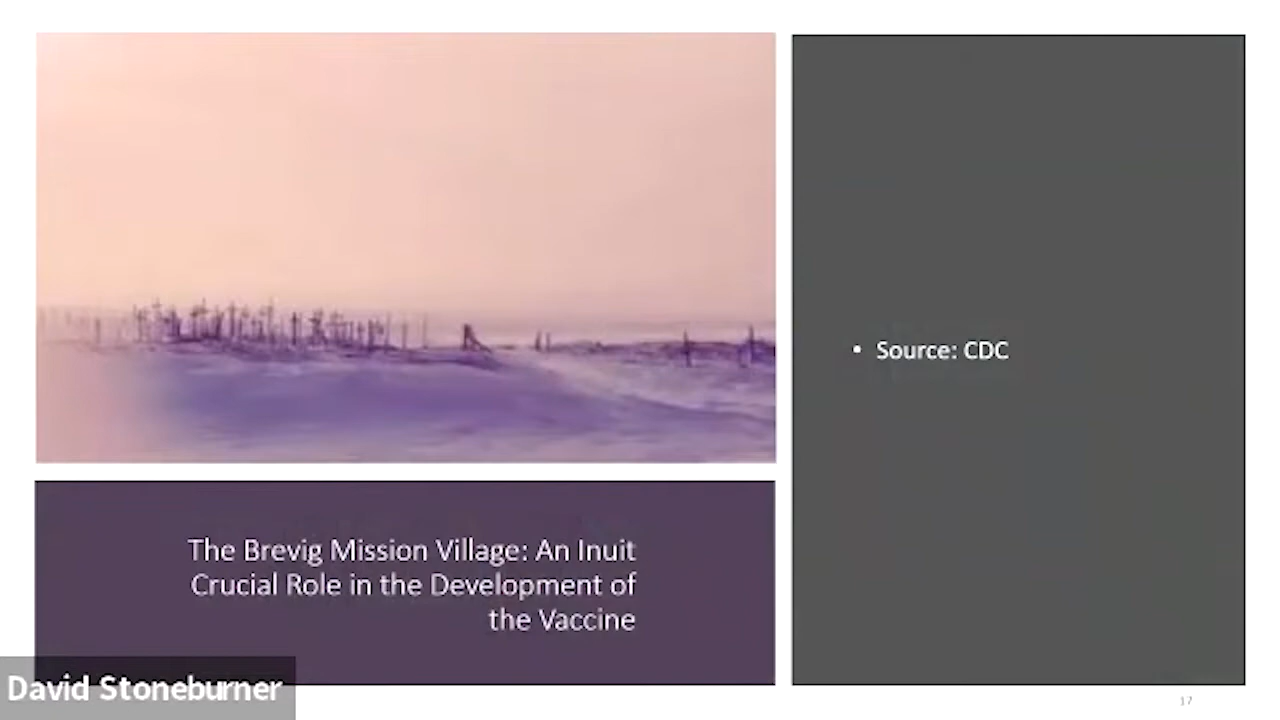 The Brevig Mission Village: An Inuit
Crucial Role in the Development of
the Vaccine
• Source: CDC
David Stoneburner
17